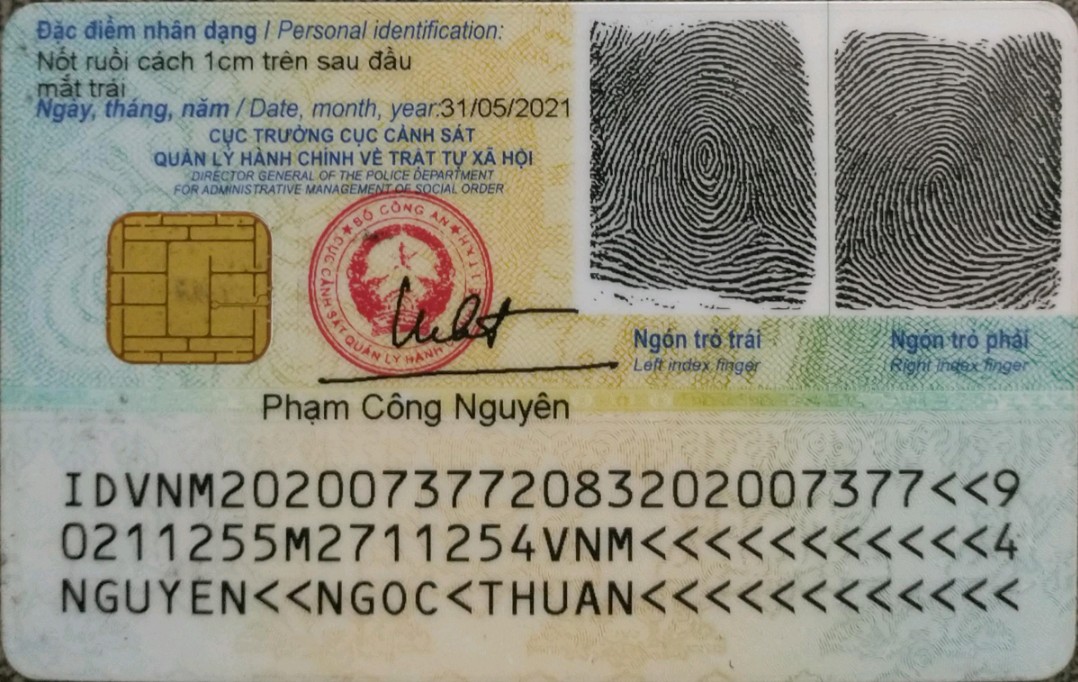 Đặc điểm nhân dạng / Personal identification:
Nốt ruồi cách 1cm trên sau đầu
mắt trái
Ngày, tháng, năm / Date, month, year:31/05/2021
CỤC TRƯỞNG CỤC CẢNH SÁT
QUẢN LÝ HÀNH CHÍNH VỀ TRẬT TỰ XÃ HỘI
DIRECTOR GENERAL OF THE POLICE DEPARTMENT
FOR ADMINISTRATIVE MANAGEMENT OF SOCIAL ORDER
BỘ CÔNG AN
CỤC CẢNH SÁT QUẢN LÝ HÀNH
Ngón trỏ trái
Left index finger
Ngón trỏ phải
Right index finger
Phạm Công Nguyên
IDVNM2020073772083202007377<<9
0211255M2711254VNM<<<<<<<<<<<4
NGUYEN<<NGOC<THUAN<<<<<<<<<<<<